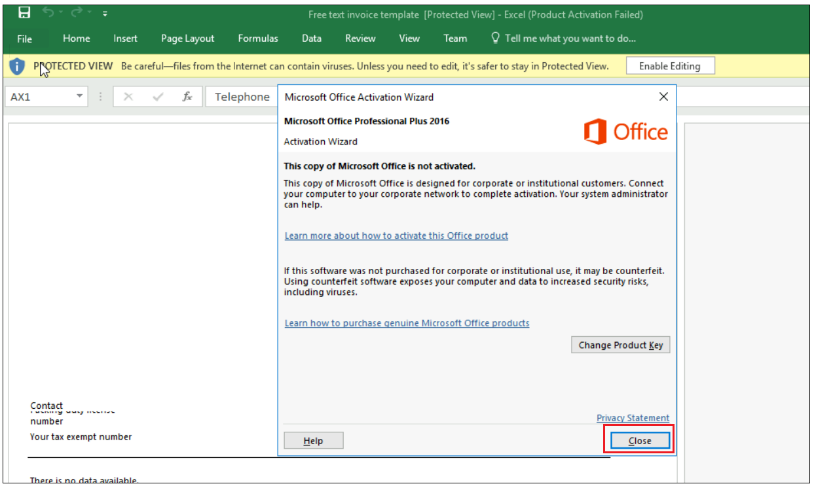 Free text invoice template [Protected View] - Excel (Product Activation Failed)
File Home Insert Page Layout Formulas Data Review View Team Tell me what you want to do...
PROTECTED VIEW Be careful—files from the Internet can contain viruses. Unless you need to edit, it's safer to stay in Protected View. Enable Editing
AX1 fx Telephone
Microsoft Office Activation Wizard
Microsoft Office Professional Plus 2016
Office
Activation Wizard
This copy of Microsoft Office is not activated.
This copy of Microsoft Office is designed for corporate or institutional customers. Connect
your computer to your corporate network to complete activation. Your system administrator
can help.
Learn more about how to activate this Office product
If this software was not purchased for corporate or institutional use, it may be counterfeit.
Using counterfeit software exposes your computer and data to increased security risks,
including viruses.
Learn how to purchase genuine Microsoft Office products
Change Product Key
Privacy Statement
Help Close
Contact
number
Your tax exempt number
There is no data available.